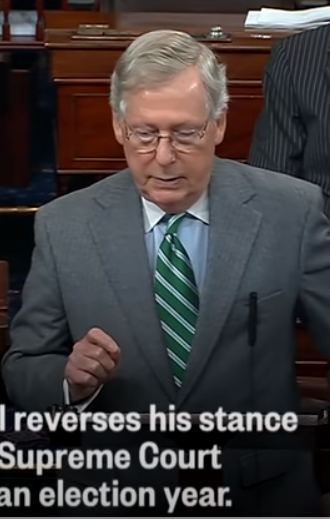 l reverses his stance
Supreme Court
an election year.